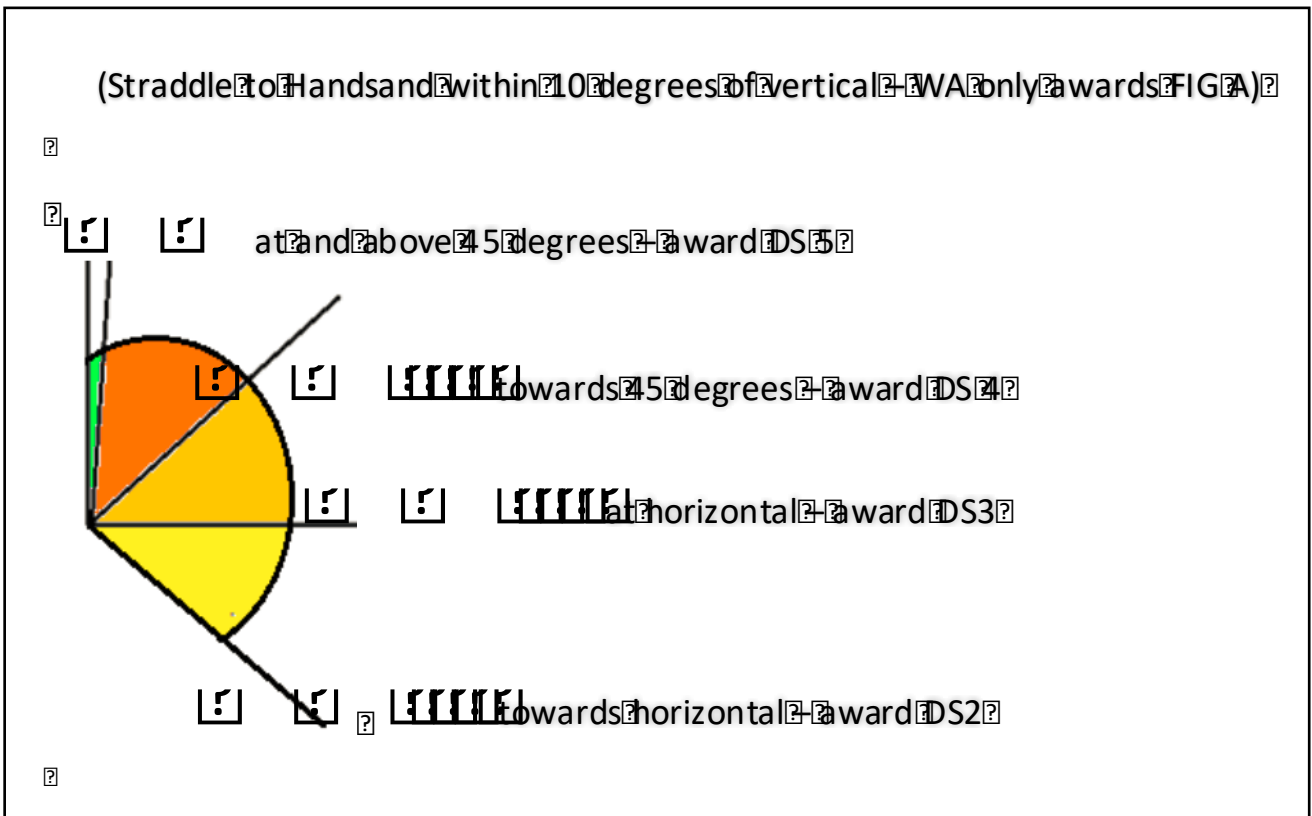 (Straddle to Handsand within 10 degrees of vertical – WA only awards FIG A)
at and above 45 degrees – award DS 5
towards 45 degrees – award DS 4
at horizontal – award DS3
towards horizontal – award DS2